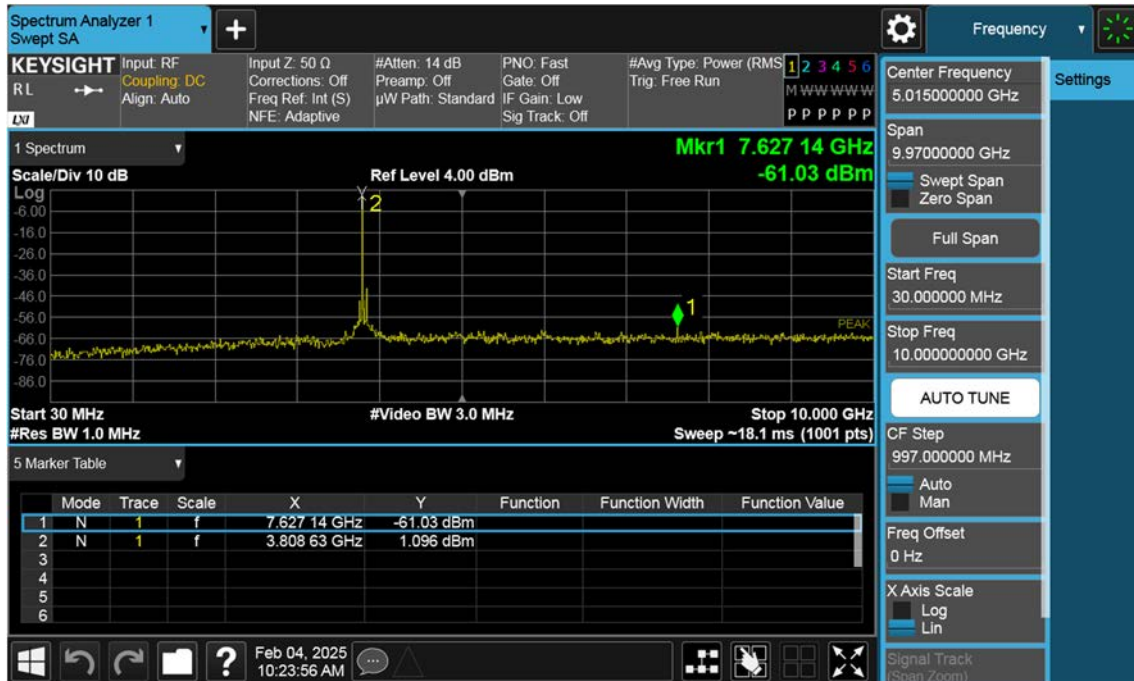 Spectrum Analyzer 1
Swept SA
+
Frequency
KEYSIGHT
RL
LXI
Input: RF
Coupling: DC
Align: Auto
Input Z: 50 Ω
Corrections: Off
Freq Ref: Int (S)
NFE: Adaptive
#Atten: 14 dB
Preamp: Off
µW Path: Standard
PNO: Fast
Gate: Off
IF Gain: Low
Sig Track: Off
#Avg Type: Power (RMS
Trig: Free Run
1 2 3 4 5 6
M W W W W W
P P P P P P
Center Frequency
5.015000000 GHz
Settings
Span
9.97000000 GHz
Swept Span
Zero Span
Full Span
Start Freq
30.000000 MHz
Stop Freq
10.000000000 GHz
AUTO TUNE
CF Step
997.000000 MHz
Auto
Man
Freq Offset
0 Hz
X Axis Scale
Log
Lin
Signal Track
(Span Zoom)
1 Spectrum
Mkr1 7.627 14 GHz
-61.03 dBm
Scale/Div 10 dB
Ref Level 4.00 dBm
Log
-6.00
-16.0
-26.0
-36.0
-46.0
-56.0
-66.0
-76.0
-86.0
2
1
PEAK
Start 30 MHz
#Video BW 3.0 MHz
Stop 10.000 GHz
#Res BW 1.0 MHz
Sweep ~18.1 ms (1001 pts)
5 Marker Table
Mode Trace Scale X Y Function Function Width Function Value
1 N 1 f 7.627 14 GHz -61.03 dBm
2 N 1 f 3.808 63 GHz 1.096 dBm
3
4
5
6
?
Feb 04, 2025
10:23:56 AM